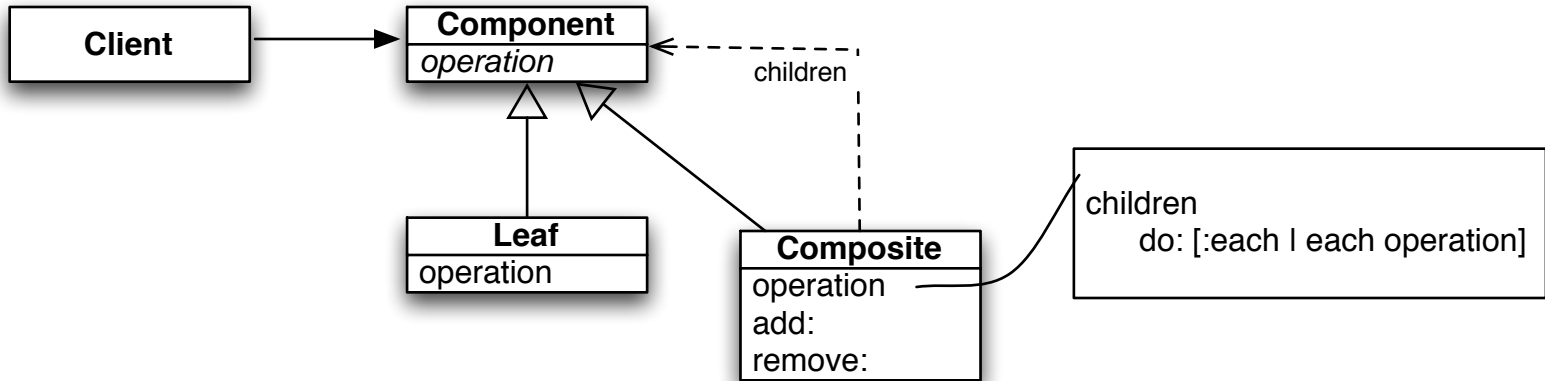 Client
Component
operation
children
Leaf
operation
Composite
operation
add:
remove:
children
do: [:each | each operation]